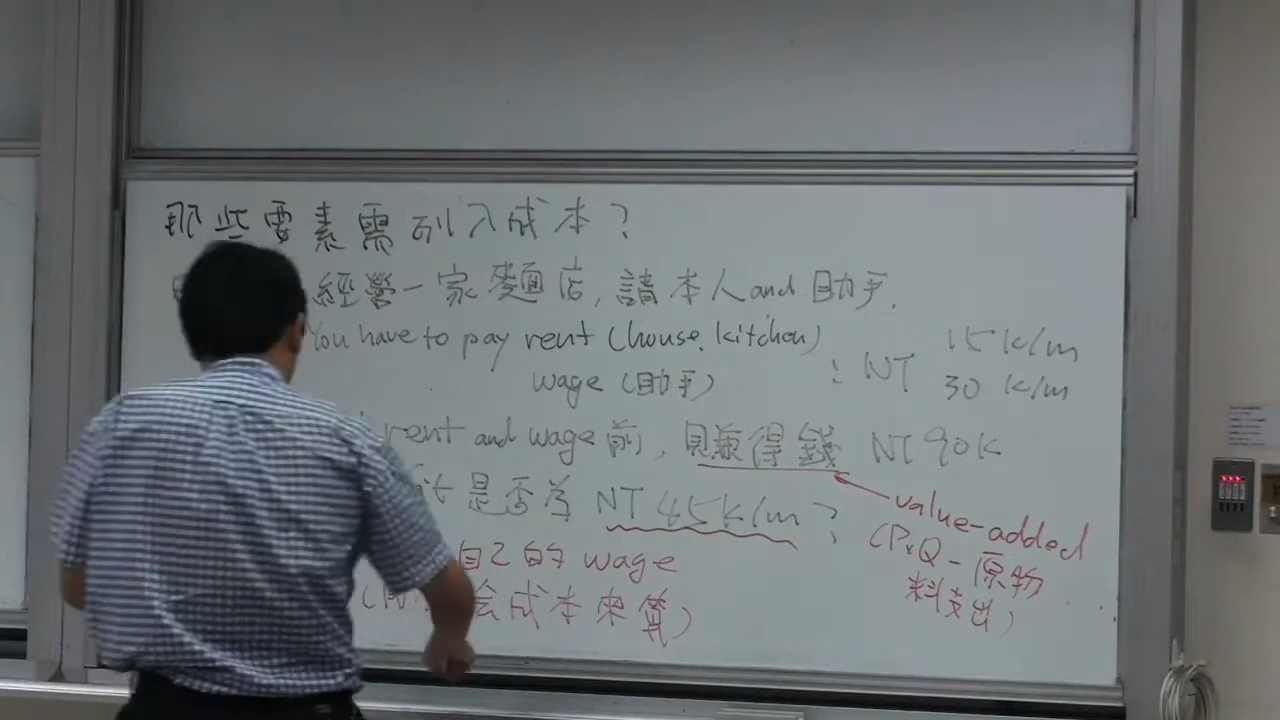 那些要素需列入成本?
經營一家麵店,請本人and助手.
You have to pay rent (house, kitchen)
wage (助手) : NT 15 k/m
30 k/m
rent and wage 前, 賺得錢 NT 90K
是否為 NT 45k/m?
value-added
(P×Q - 原物
料支出)
自己的 wage
會成本來算)